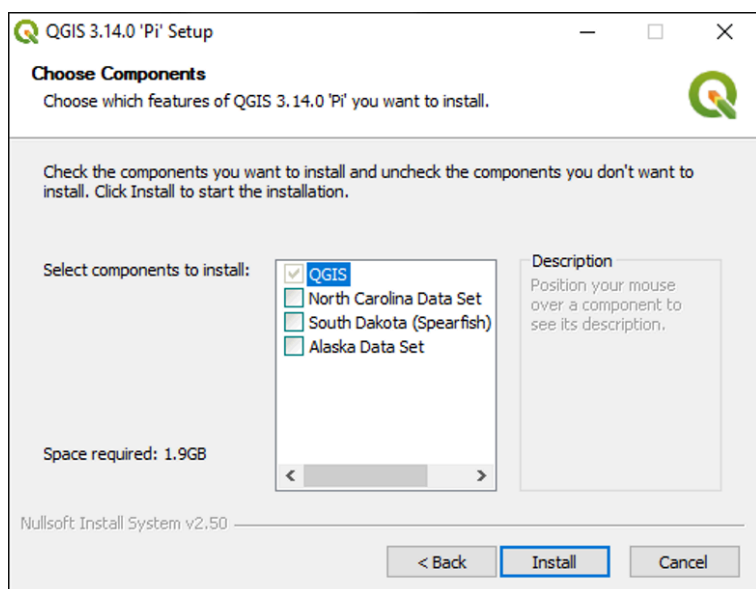 QGIS 3.14.0 'Pi' Setup
Choose Components
Choose which features of QGIS 3.14.0 'Pi' you want to install.
Check the components you want to install and uncheck the components you don't want to
install. Click Install to start the installation.
Select components to install:
QGIS
North Carolina Data Set
South Dakota (Spearfish)
Alaska Data Set
Description
Position your mouse
over a component to
see its description.
Space required: 1.9GB
Nullsoft Install System v2.50
< Back
Install
Cancel